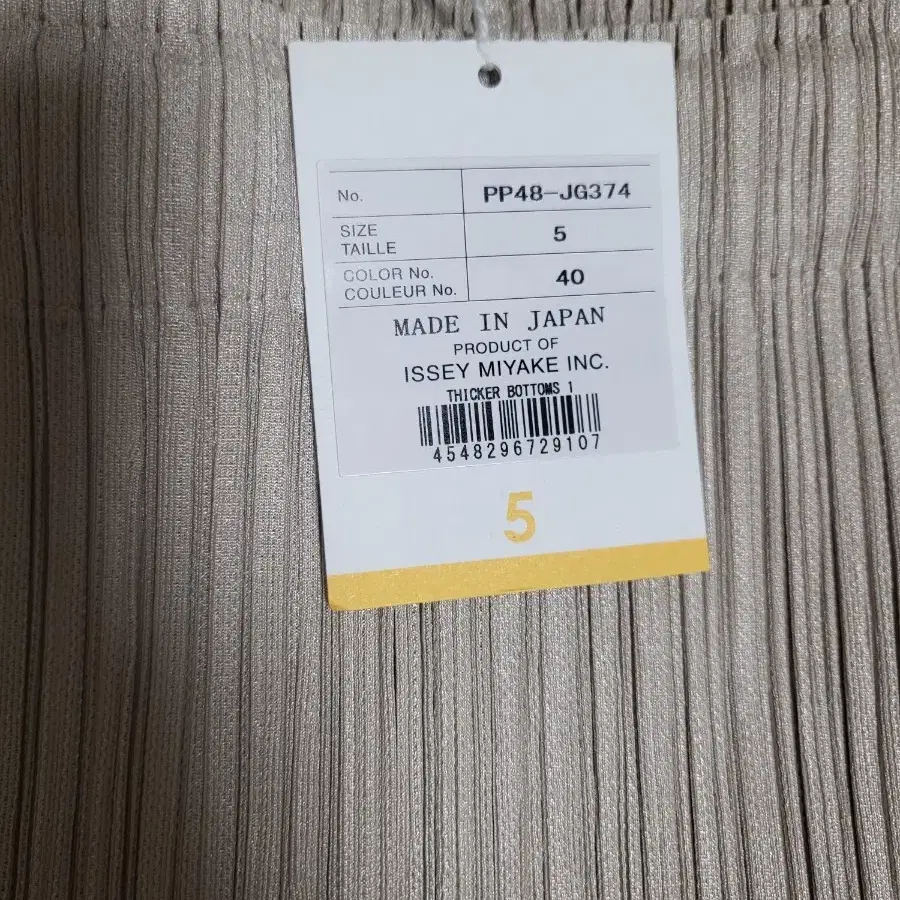 No. PP48-JG374
SIZE
TAILLE 5
COLOR No.
COULEUR No. 40
MADE IN JAPAN
PRODUCT OF
ISSEY MIYAKE INC.
THICKER BOTTOMS 1
4548296729107
5